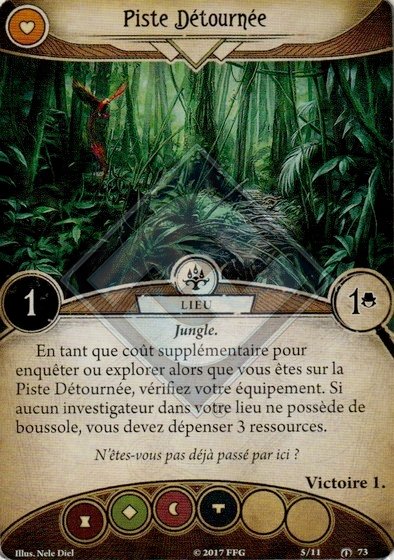 Piste Détournée
1
LIEU
1
Jungle.
En tant que coût supplémentaire pour
enquêter ou explorer alors que vous êtes sur la
Piste Détournée, vérifiez votre équipement. Si
aucun investigateur dans votre lieu ne possède de
boussole, vous devez dépenser 3 ressources.
N'êtes-vous pas déjà passé par ici ?
Victoire 1.
Illus. Nele Diel
© 2017 FFG
5/11
73